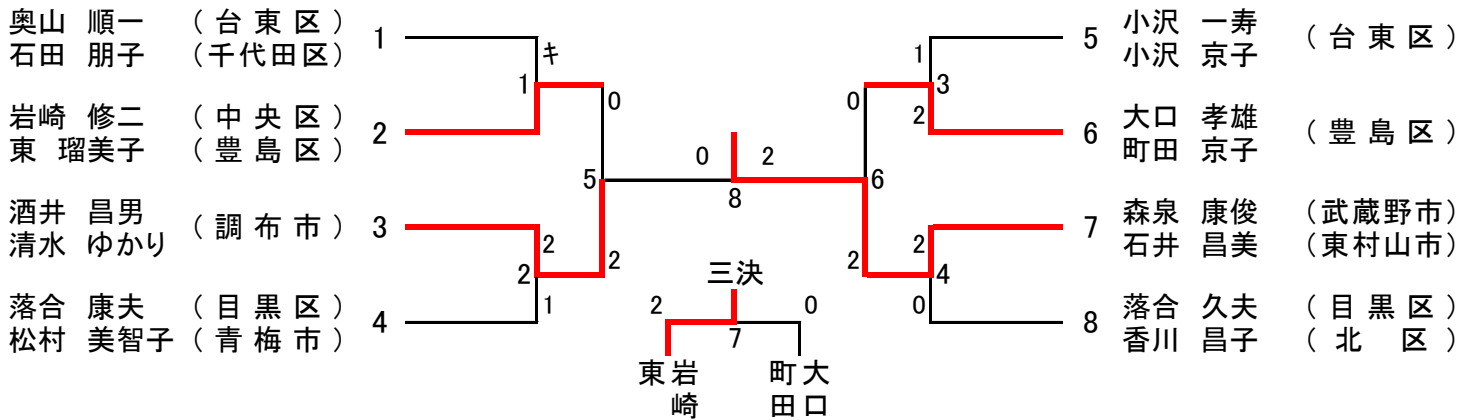 奥山 順一 （ 台 東 区 ）
石田 朋子 （千代田区）
1
キ
1
岩崎 修二 （ 中 央 区 ）
東 瑠美子 （ 豊 島 区 ）
2
0
5
酒井 昌男
清水 ゆかり
（ 調 布 市 ）
3
2
2
2
落合 康夫 （ 目 黒 区 ）
松村 美智子 （ 青 梅 市 ）
4
1
0 2
8
三決
2 0
7
東 岩崎
町田 大口
1
5
小沢 一寿
小沢 京子
（ 台 東 区 ）
3
0
2
6
大口 孝雄
町田 京子
（ 豊 島 区 ）
6
2
2
7
森泉 康俊 （武蔵野市）
石井 昌美 （東村山市）
4
0
8
落合 久夫 （ 目 黒 区 ）
香川 昌子 （ 北 区 ）